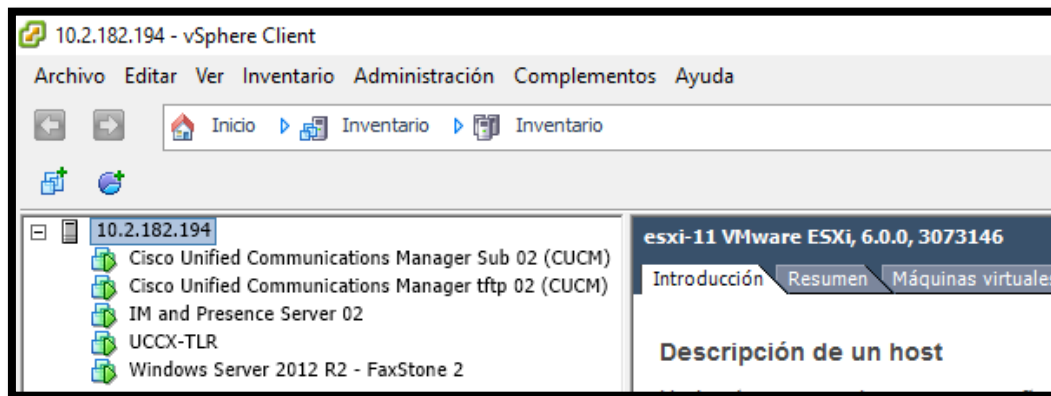 10.2.182.194 - vSphere Client
Archivo Editar Ver Inventario Administración Complementos Ayuda
Inicio Inventario Inventario
10.2.182.194
Cisco Unified Communications Manager Sub 02 (CUCM)
Cisco Unified Communications Manager tftp 02 (CUCM)
IM and Presence Server 02
UCCX-TLR
Windows Server 2012 R2 - FaxStone 2
esxi-11 VMware ESXi, 6.0.0, 3073146
Introducción Resumen Máquinas virtuales
Descripción de un host